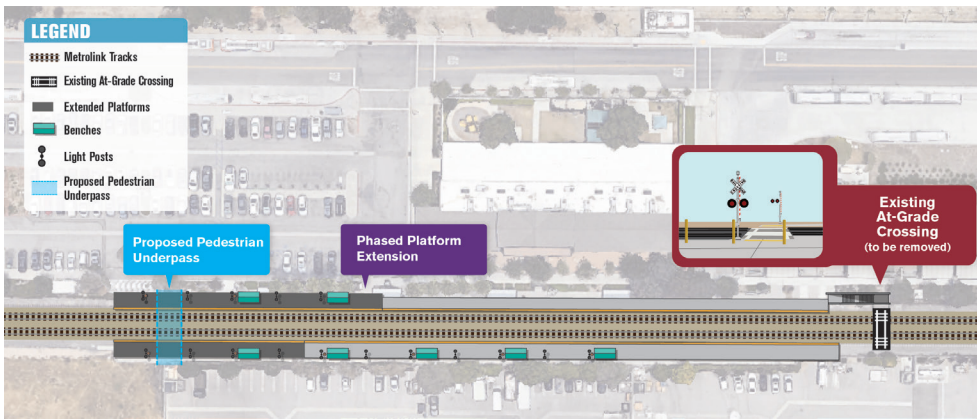 LEGEND
Metrolink Tracks
Existing At-Grade Crossing
Extended Platforms
Benches
Light Posts
Proposed Pedestrian
Underpass
Proposed Pedestrian
Underpass
Phased Platform
Extension
Existing
At-Grade
Crossing
(to be removed)